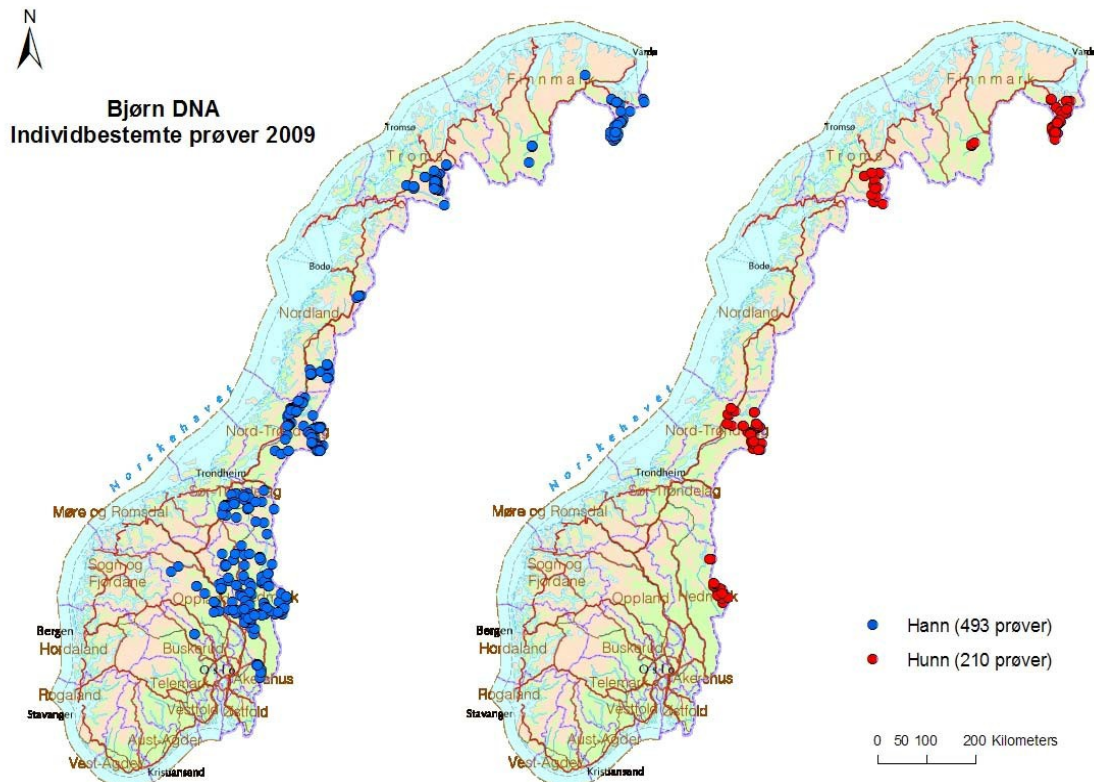 N
Bjørn DNA
Individbestemte prøver 2009
Vardø
Finnmark
Tromsø
Troms
Bodø
Nordland
Norskehavet
Nord-Trøndelag
Trondheim
Sør-Trøndelag
Møre og Romsdal
Sogn og
Fjordane
Oppland
Hedmark
Bergen
Hordaland
Buskerud
Oslo
Akershus
Rogaland
Telemark
Stavanger
Vestfold
Østfold
Aust-Agder
Vest-Agder
Kristiansand
Vardø
Finnmark
Tromsø
Troms
Bodø
Nordland
Norskehavet
Nord-Trøndelag
Trondheim
Sør-Trøndelag
Møre og Romsdal
Sogn og
Fjordane
Oppland
Hedmark
Bergen
Hordaland
Buskerud
Oslo
Akershus
Rogaland
Telemark
Stavanger
Vestfold
Østfold
Aust-Agder
Vest-Agder
Kristiansand
Hann (493 prøver)
Hunn (210 prøver)
0 50 100 200 Kilometers